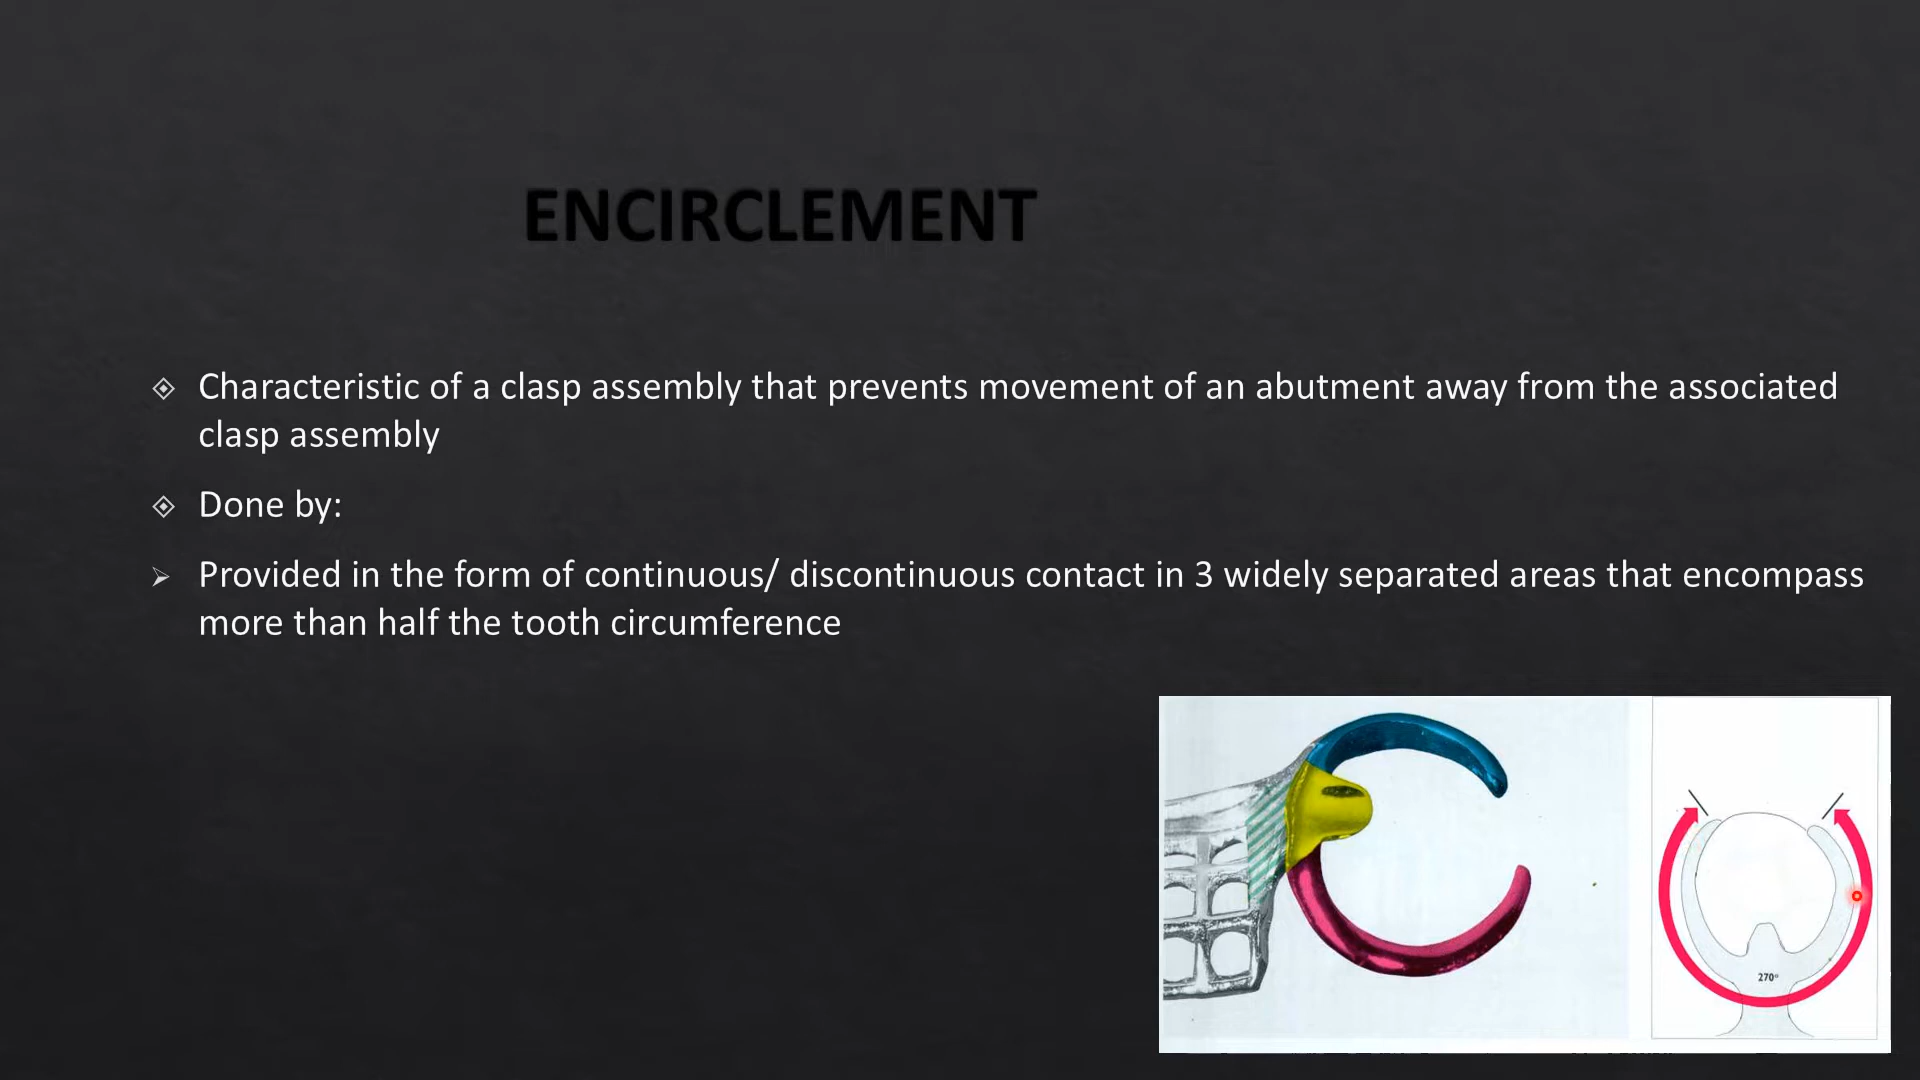 ENCIRCLEMENT
Characteristic of a clasp assembly that prevents movement of an abutment away from the associated
clasp assembly
Done by:
Provided in the form of continuous/ discontinuous contact in 3 widely separated areas that encompass
more than half the tooth circumference
270°